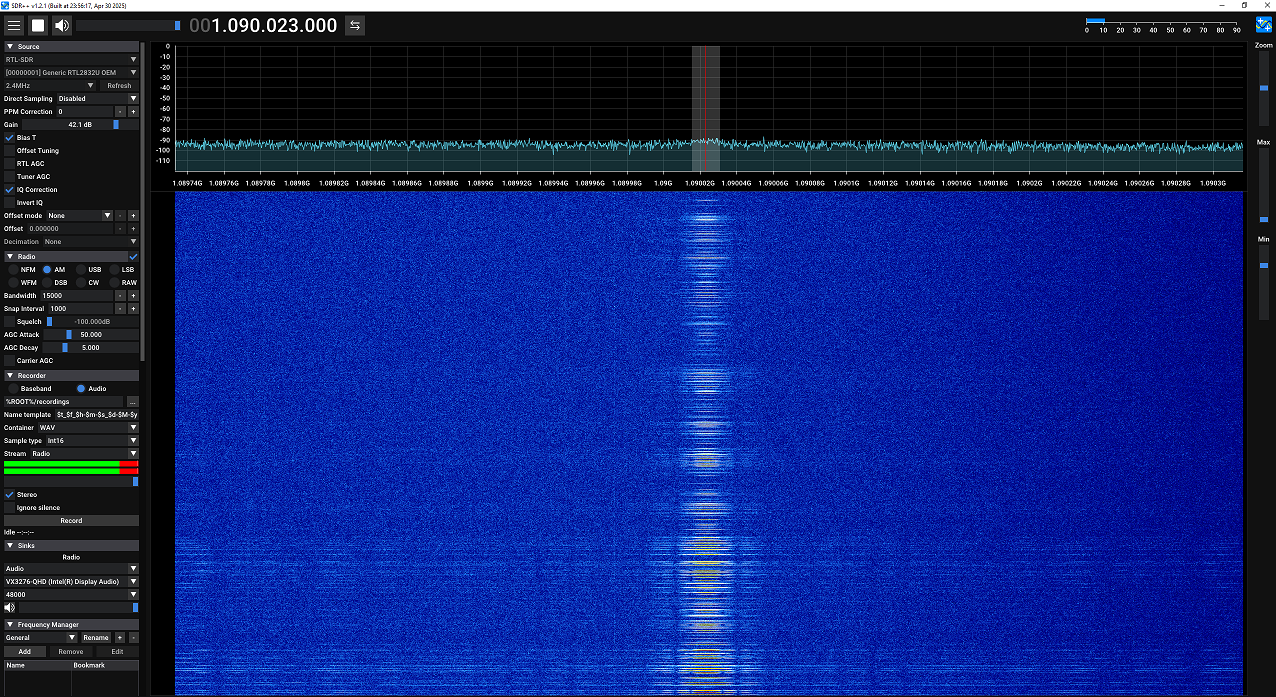 SDR++ v1.2.1 (Built at 23:56:17, Apr 30 2025)
001.090.023.000
0 10 20 30 40 50 60 70 80 90
Source
RTL-SDR
[00000001] Generic RTL2832U OEM
2.4MHz Refresh
Direct Sampling Disabled
PPM Correction 0 - +
Gain 42.1 dB
Bias T
Offset Tuning
RTL AGC
Tuner AGC
IQ Correction
Invert IQ
Offset mode None - +
Offset 0.000000 - +
Decimation None
Radio
NFM AM USB LSB
WFM DSB CW RAW
Bandwidth 15000 - +
Snap Interval 1000 - +
Squelch -100.000dB
AGC Attack 50.000
AGC Decay 5.000
Carrier AGC
Recorder
Baseband Audio
%ROOT%/recordings ...
Name template $t_$f_$h-$m-$s_$d-$M-$y
Container WAV
Sample type Int16
Stream Radio
Stereo
Ignore silence
Record
Idle --:--:--
Sinks
Radio
Audio
VX3276-QHD (Intel(R) Display Audio)
48000
Frequency Manager
General Rename + -
Add Remove Edit
Name Bookmark
0
-10
-20
-30
-40
-50
-60
-70
-80
-90
-100
-110
1.08974G 1.08976G 1.08978G 1.0898G 1.08982G 1.08984G 1.08986G 1.08988G 1.0899G 1.08992G 1.08994G 1.08996G 1.08998G 1.09G 1.09002G 1.09004G 1.09006G 1.09008G 1.0901G 1.09012G 1.09014G 1.09016G 1.09018G 1.0902G 1.09022G 1.09024G 1.09026G 1.09028G 1.0903G
Zoom
Max
Min